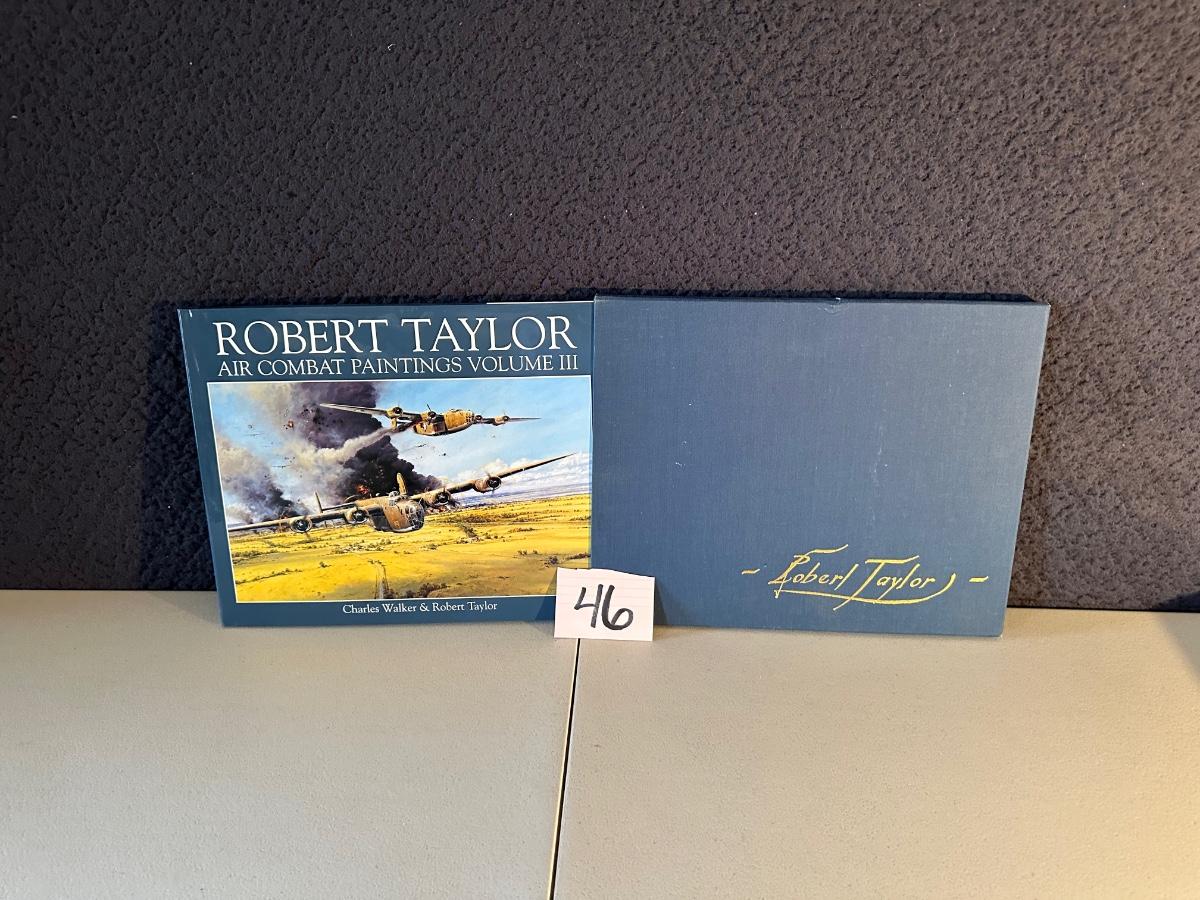 ROBERT TAYLOR
AIR COMBAT PAINTINGS VOLUME III
Charles Walker & Robert Taylor
46
- Robert Taylor -